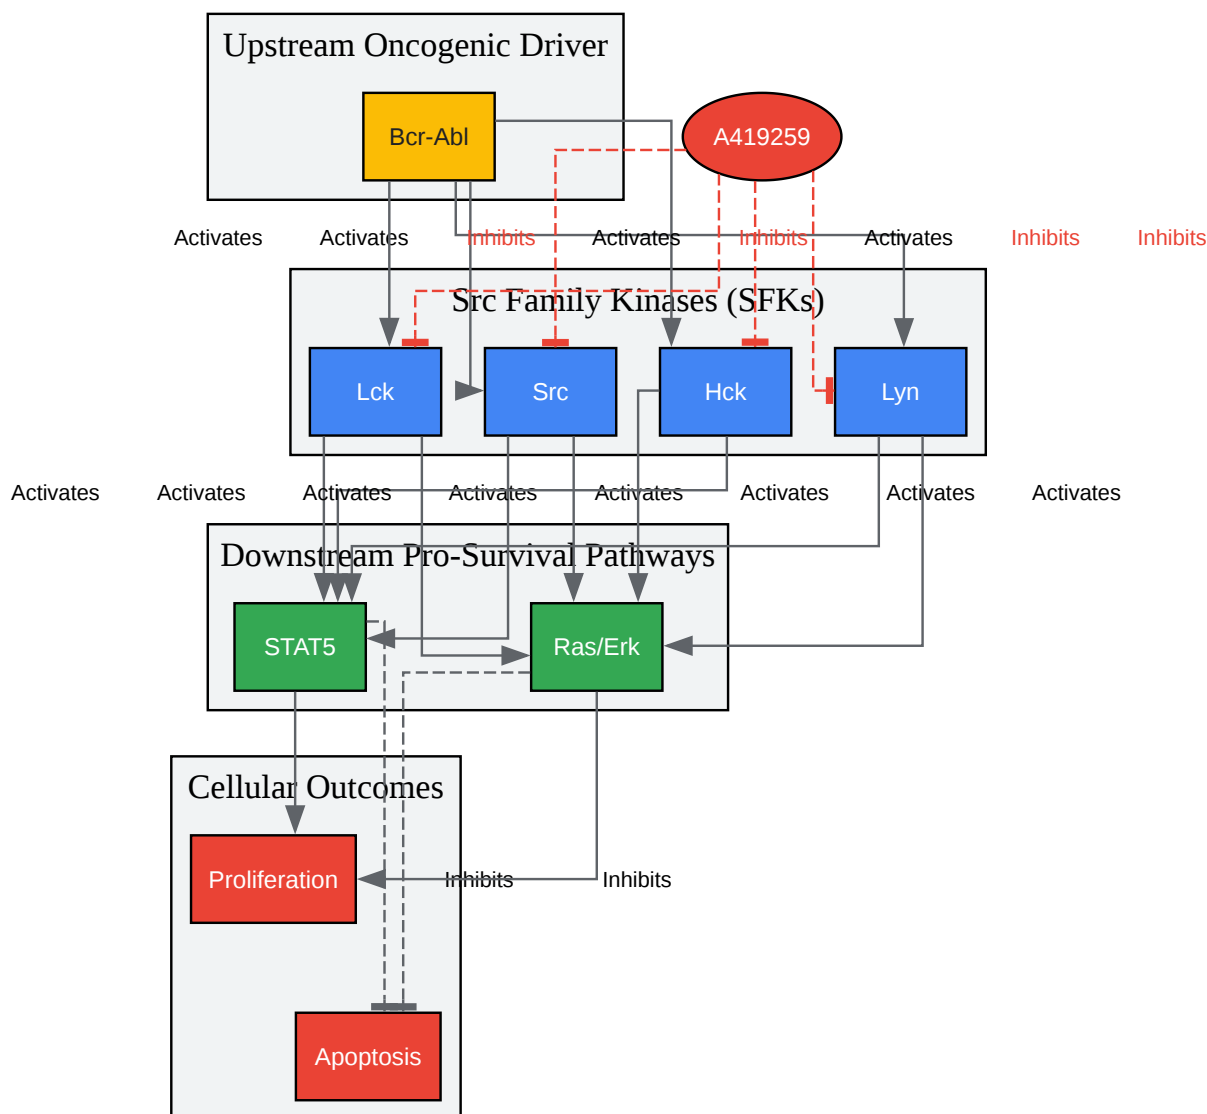 Upstream Oncogenic Driver
Bcr-Abl
A419259
Activates
Activates
Inhibits
Activates
Inhibits
Activates
Inhibits
Inhibits
Src Family Kinases (SFKs)
Lck
Src
Hck
Lyn
Activates
Activates
Activates
Activates
Activates
Activates
Activates
Activates
Downstream Pro-Survival Pathways
STAT5
Ras/Erk
Cellular Outcomes
Proliferation
Inhibits
Inhibits
Apoptosis